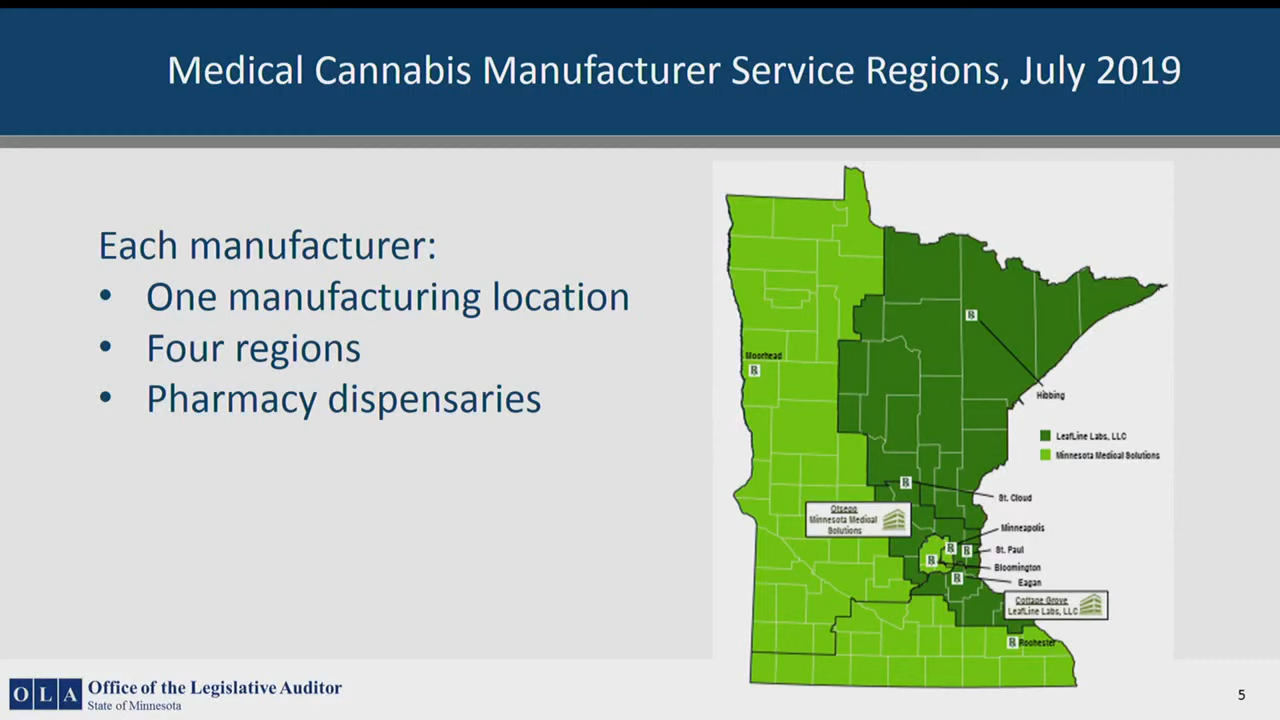 Medical Cannabis Manufacturer Service Regions, July 2019
Each manufacturer:
• One manufacturing location
• Four regions
• Pharmacy dispensaries
Moorhead
Hibbing
LeafLine Labs, LLC
Minnesota Medical Solutions
St. Cloud
Otsego
Minnesota Medical
Solutions
Minneapolis
St. Paul
Bloomington
Eagan
Cottage Grove
LeafLine Labs, LLC
Rochester
OLA
Office of the Legislative Auditor
State of Minnesota
5